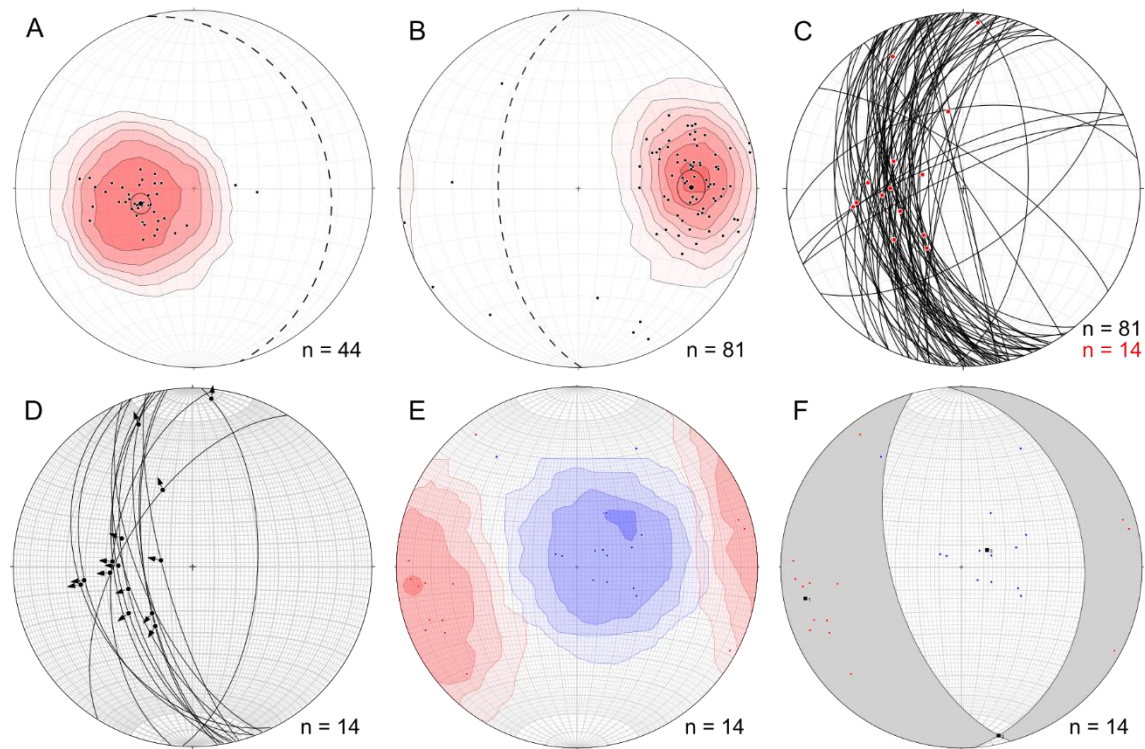 A
n = 44
B
n = 81
C
n = 81
n = 14
D
n = 14
E
n = 14
F
n = 14